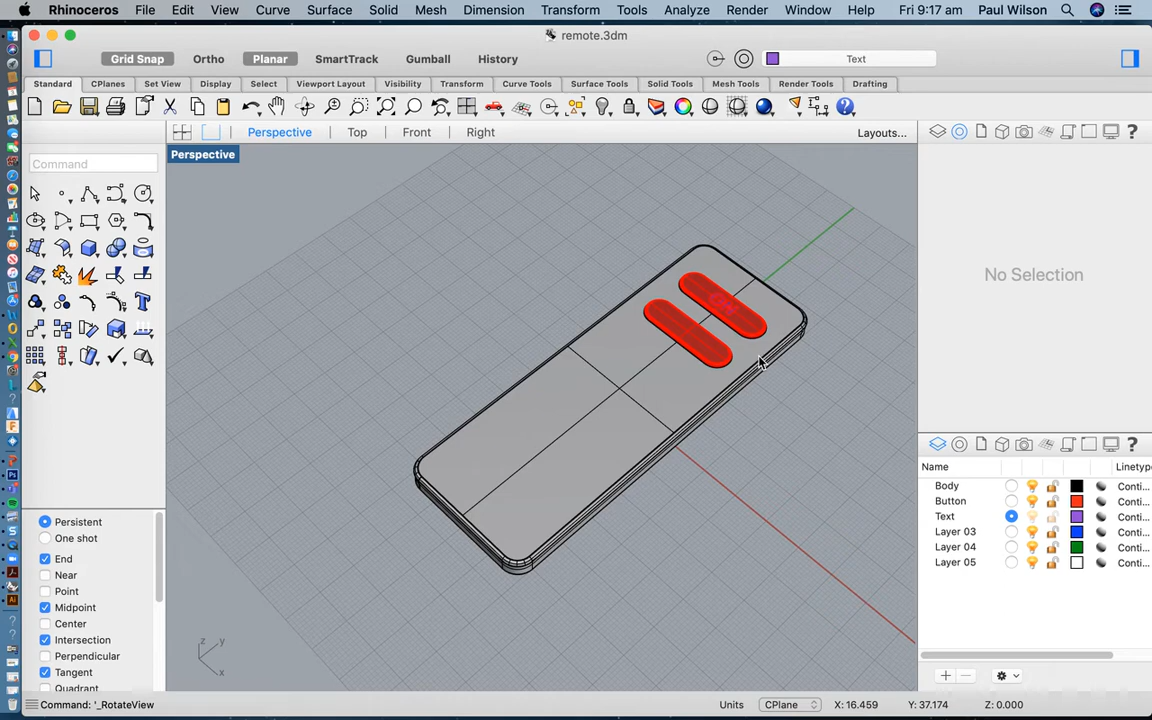 Rhinoceros File Edit View Curve Surface Solid Mesh Dimension Transform Tools Analyze Render Window Help Fri 9:17 am Paul Wilson
remote.3dm
Grid Snap Ortho Planar SmartTrack Gumball History Text
Standard CPlanes Set View Display Select Viewport Layout Visibility Transform Curve Tools Surface Tools Solid Tools Mesh Tools Render Tools Drafting
Perspective Top Front Right Layouts...
Perspective
Command
No Selection
Name Linetype
Body Conti...
Button Conti...
Text Conti...
Layer 03 Conti...
Layer 04 Conti...
Layer 05 Conti...
Persistent
One shot
End
Near
Point
Midpoint
Center
Intersection
Perpendicular
Tangent
Quadrant
z y
x
Command: '_RotateView Units CPlane X: 16.459 Y: 37.174 Z: 0.000